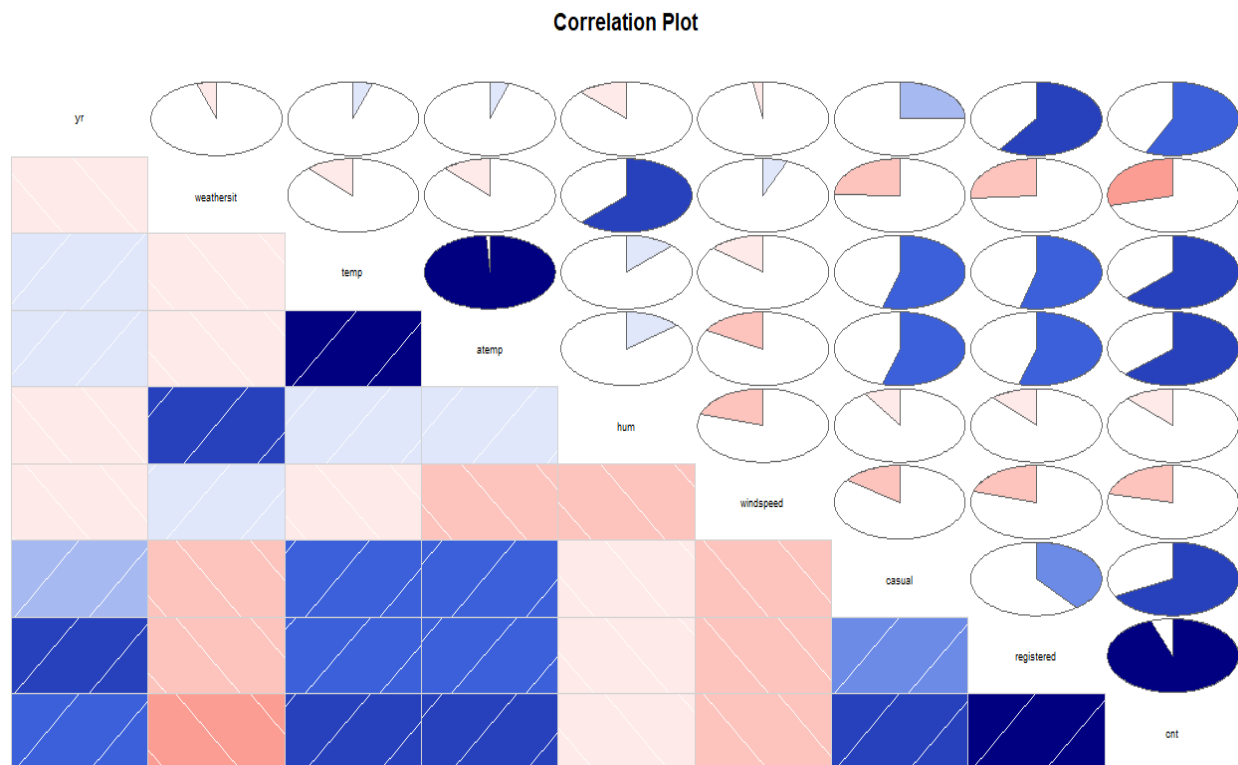 Correlation Plot
yr
weathersit
temp
atemp
hum
windspeed
casual
registered
cnt